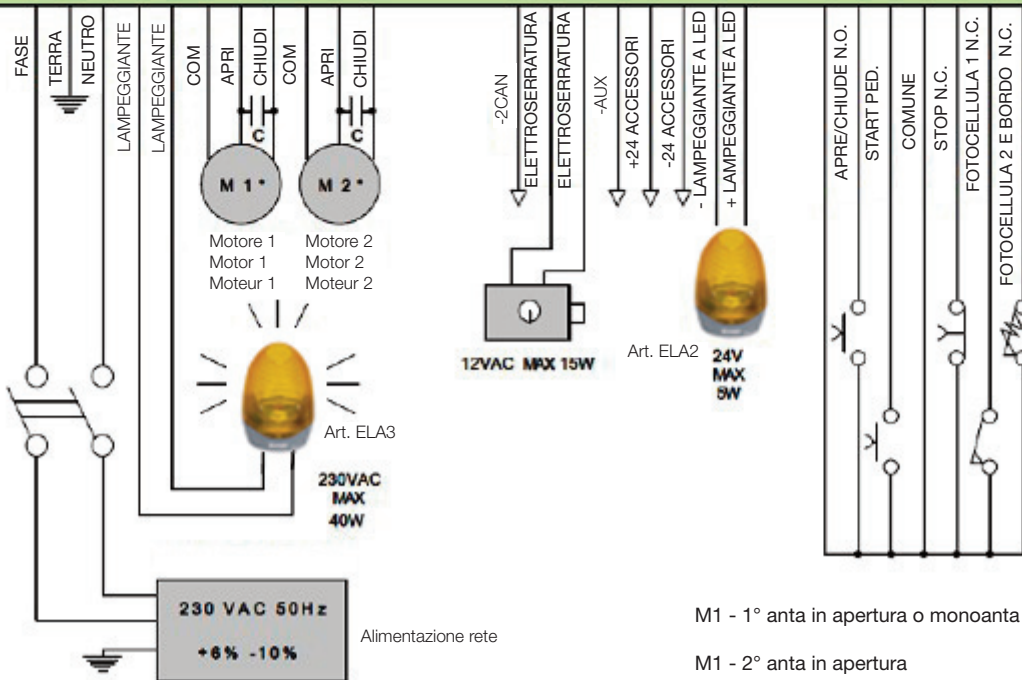 FASE
TERRA
NEUTRO
LAMPEGGIANTE
LAMPEGGIANTE
COM
APRI
CHIUDI
COM
APRI
CHIUDI
-2CAN
ELETTROSERRATURA
ELETROSERRATURA
-AUX
+24 ACCESSORI
-24 ACCESSORI
- LAMPEGGIANTE A LED
+ LAMPEGGIANTE A LED
APRE/CHIUDE N.O.
START PED.
COMUNE
STOP N.C.
FOTOCELLULA 1 N.C.
FOTOCELLULA 2 E BORDO N.C.
C
C
M 1*
M 2*
Motore 1
Motor 1
Moteur 1
Motore 2
Motor 2
Moteur 2
12VAC MAX 15W
Art. ELA2
24V
MAX
5W
Art. ELA3
230VAC
MAX
40W
230 VAC 50Hz
+6% -10%
Alimentazione rete
M1 - 1° anta in apertura o monoanta
M1 - 2° anta in apertura